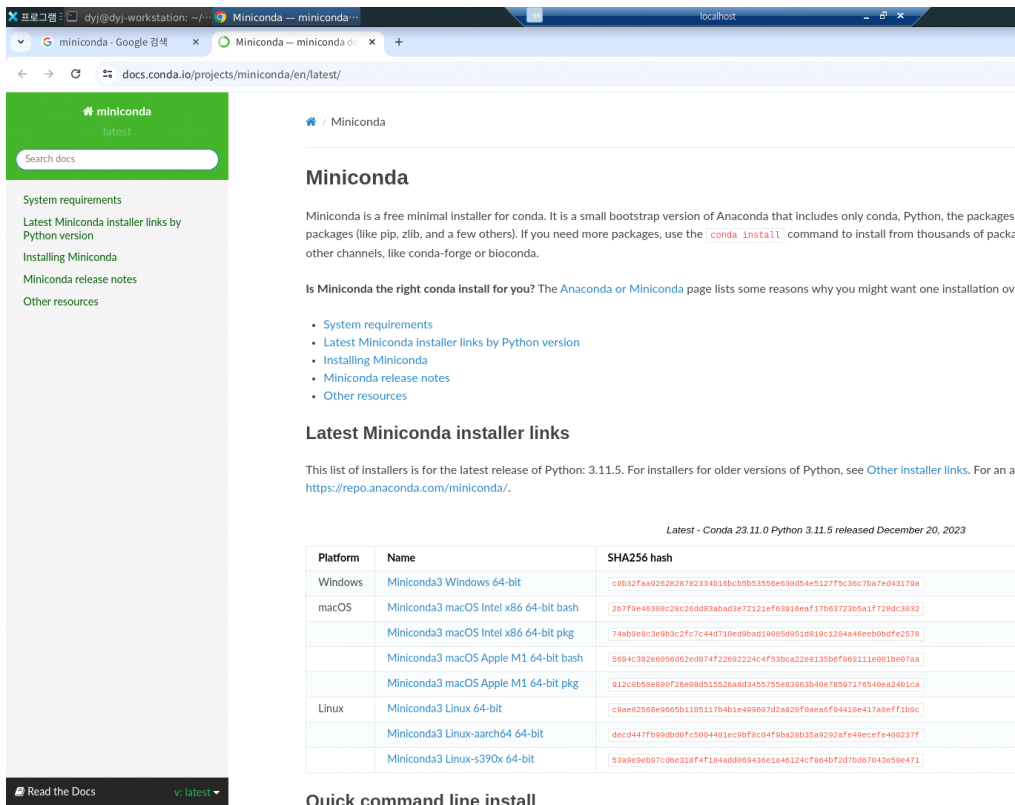 프로그램
dyj@dyj-workstation: ~/…
Miniconda — miniconda…
localhost
miniconda - Google 검색
Miniconda — miniconda do
docs.conda.io/projects/miniconda/en/latest/
miniconda
latest
Search docs
System requirements
Latest Miniconda installer links by
Python version
Installing Miniconda
Miniconda release notes
Other resources
Read the Docs
v: latest
/ Miniconda
Miniconda
Miniconda is a free minimal installer for conda. It is a small bootstrap version of Anaconda that includes only conda, Python, the packages
packages (like pip, zlib, and a few others). If you need more packages, use the conda install command to install from thousands of packa
other channels, like conda-forge or bioconda.
Is Miniconda the right conda install for you? The Anaconda or Miniconda page lists some reasons why you might want one installation ov
• System requirements
• Latest Miniconda installer links by Python version
• Installing Miniconda
• Miniconda release notes
• Other resources
Latest Miniconda installer links
This list of installers is for the latest release of Python: 3.11.5. For installers for older versions of Python, see Other installer links. For an a
https://repo.anaconda.com/miniconda/.
Latest - Conda 23.11.0 Python 3.11.5 released December 20, 2023
Platform Name SHA256 hash
Windows Miniconda3 Windows 64-bit
macOS Miniconda3 macOS Intel x86 64-bit bash
Miniconda3 macOS Intel x86 64-bit pkg
Miniconda3 macOS Apple M1 64-bit bash
Miniconda3 macOS Apple M1 64-bit pkg
Linux Miniconda3 Linux 64-bit
Miniconda3 Linux-aarch64 64-bit
Miniconda3 Linux-s390x 64-bit
Quick command line install